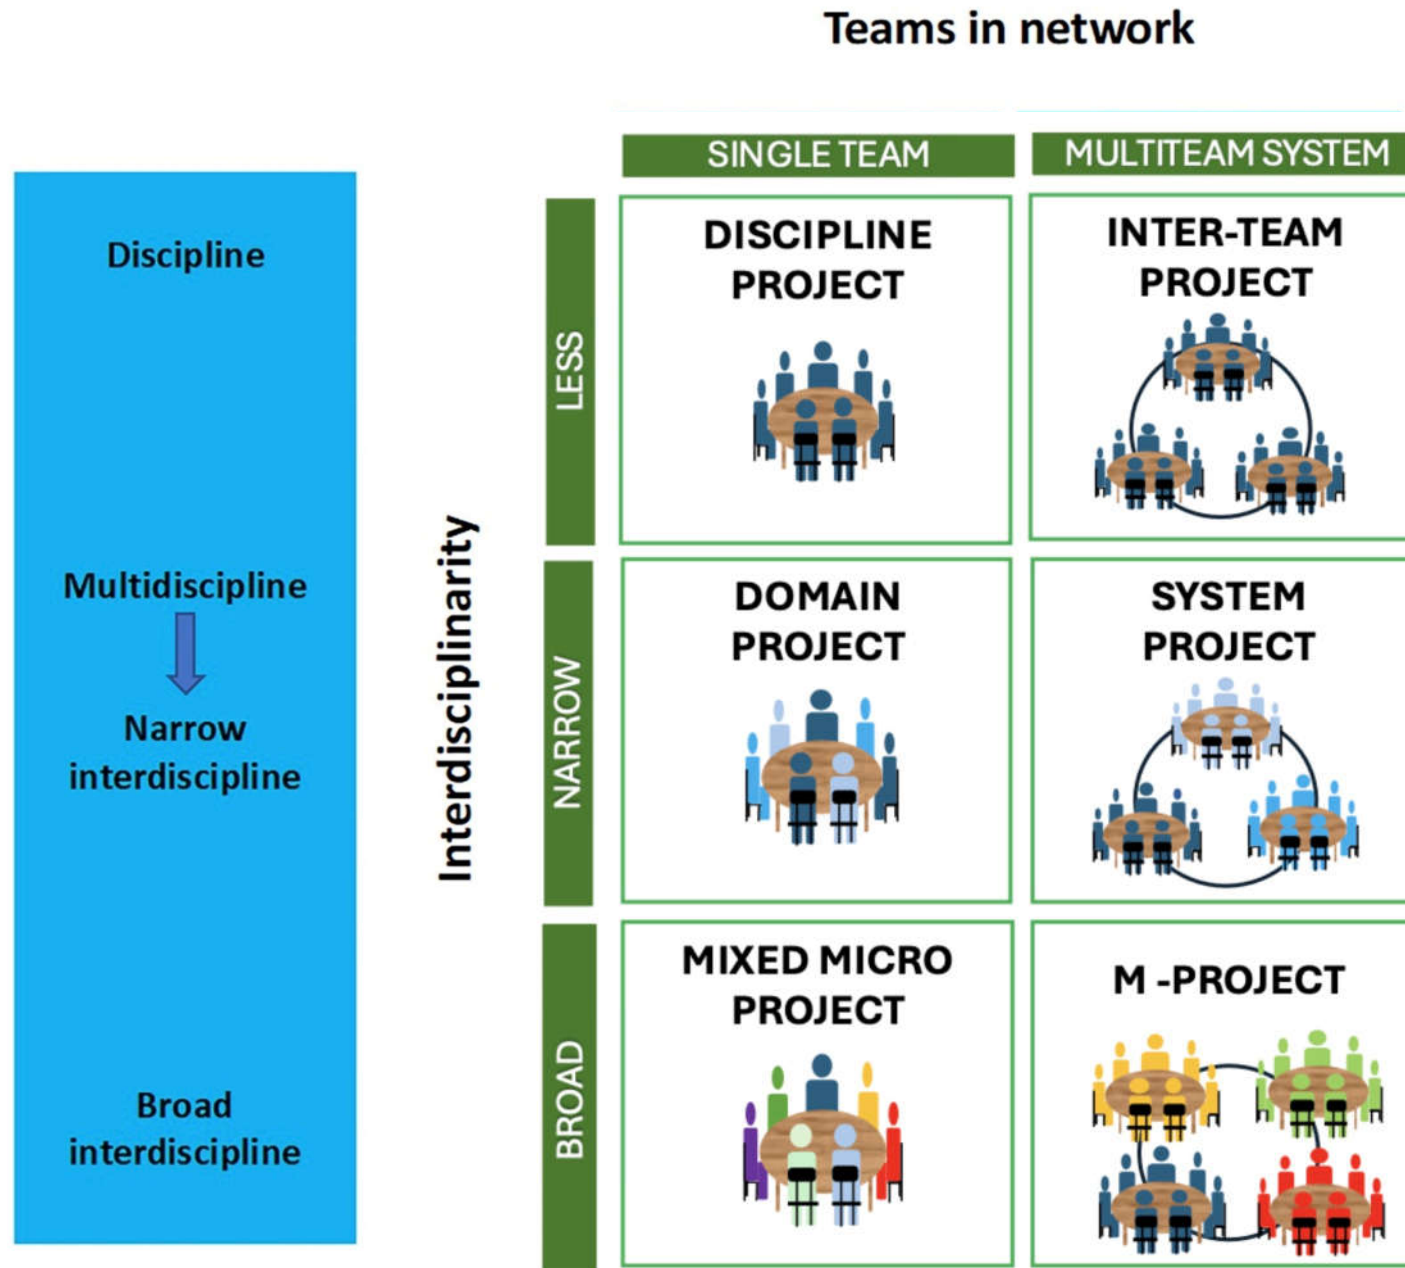 Teams in network
SINGLE TEAM
MULTITEAM SYSTEM
Discipline
Multidiscipline
Narrow
interdiscipline
Broad
interdiscipline
Interdisciplinarity
LESS
DISCIPLINE
PROJECT
INTER-TEAM
PROJECT
NARROW
DOMAIN
PROJECT
SYSTEM
PROJECT
BROAD
MIXED MICRO
PROJECT
M -PROJECT